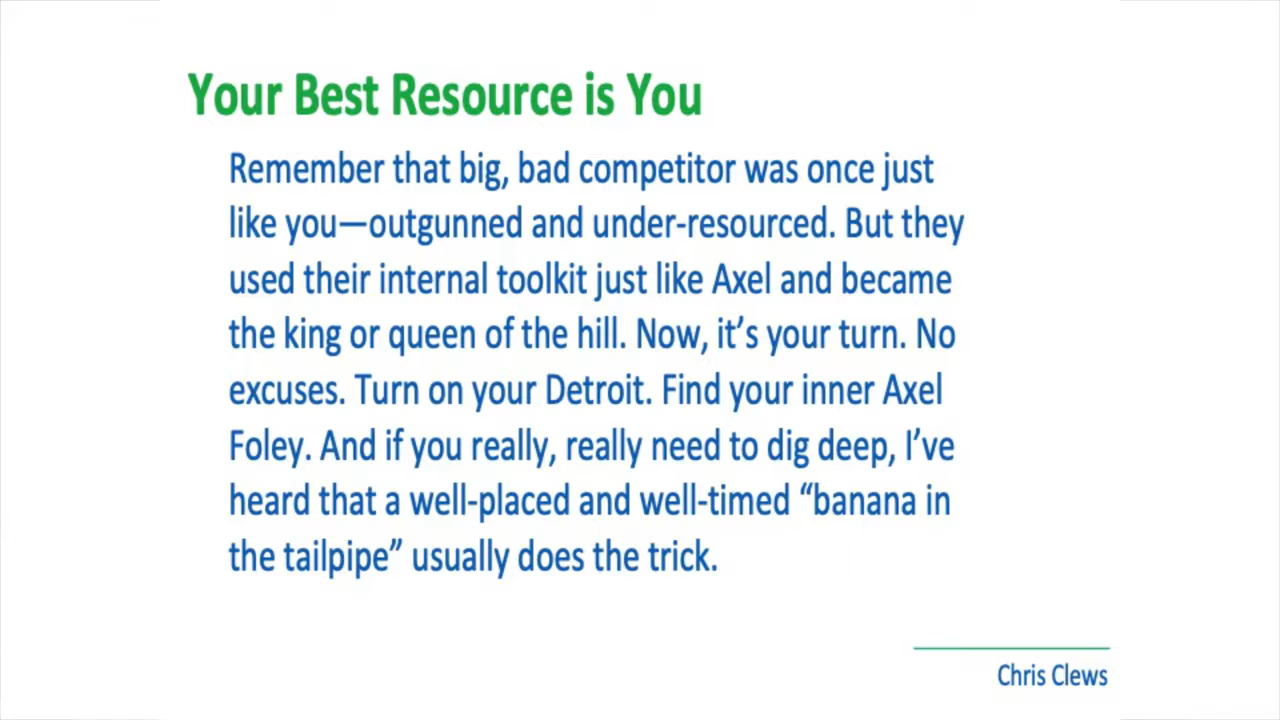 Your Best Resource is You
Remember that big, bad competitor was once just
like you—outgunned and under-resourced. But they
used their internal toolkit just like Axel and became
the king or queen of the hill. Now, it’s your turn. No
excuses. Turn on your Detroit. Find your inner Axel
Foley. And if you really, really need to dig deep, I’ve
heard that a well-placed and well-timed “banana in
the tailpipe” usually does the trick.
Chris Clews